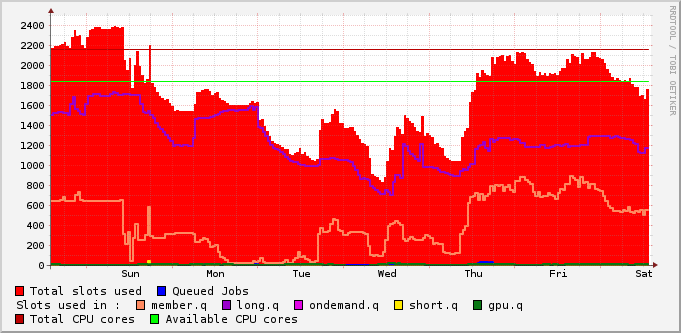 2400
2200
2000
1800
1600
1400
1200
1000
800
600
400
200
0
Sun Mon Tue Wed Thu Fri Sat
Total slots used Queued Jobs
Slots used in : member.q long.q ondemand.q short.q gpu.q
Total CPU cores Available CPU cores
RRDTOOL / TOBI OETIKER